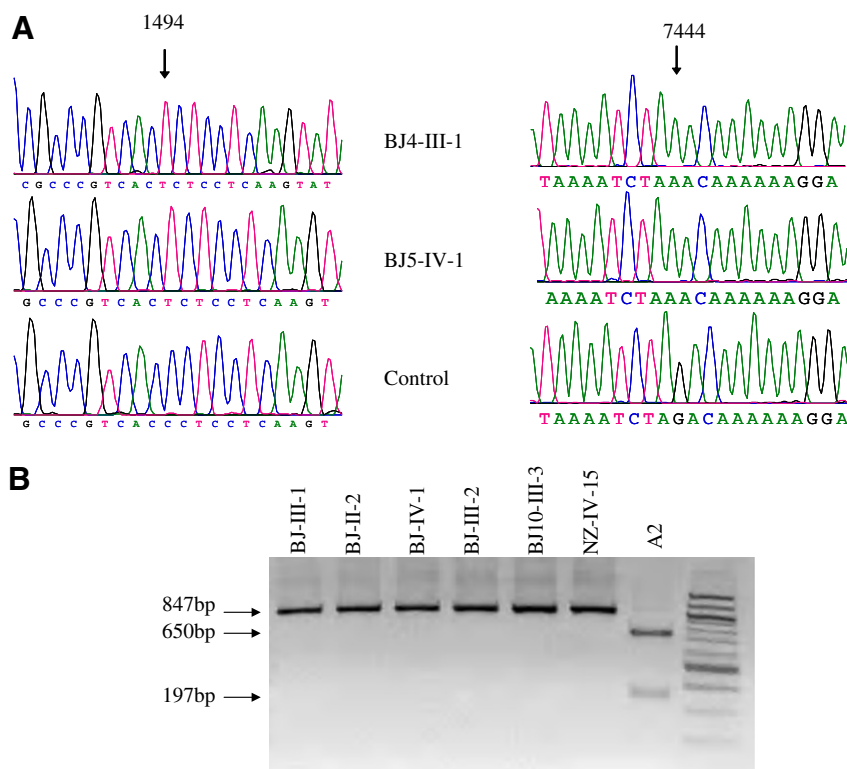 A
1494
7444
BJ4-III-1
CGCCCGTCACTCTCCTCAAGTAT
TAAAATCTAAACAAAAAAGGA
BJ5-IV-1
GCCCGTCACTCTCCTCAAGT
AAAATCTAAACAAAAAAGGA
Control
GCCCGTCACCCTCCTCAAGT
TAAAATCTAGACAAAAAAGGA
B
BJ-III-1
BJ-II-2
BJ-IV-1
BJ-III-2
BJ10-III-3
NZ-IV-15
A2
847bp
650bp
197bp